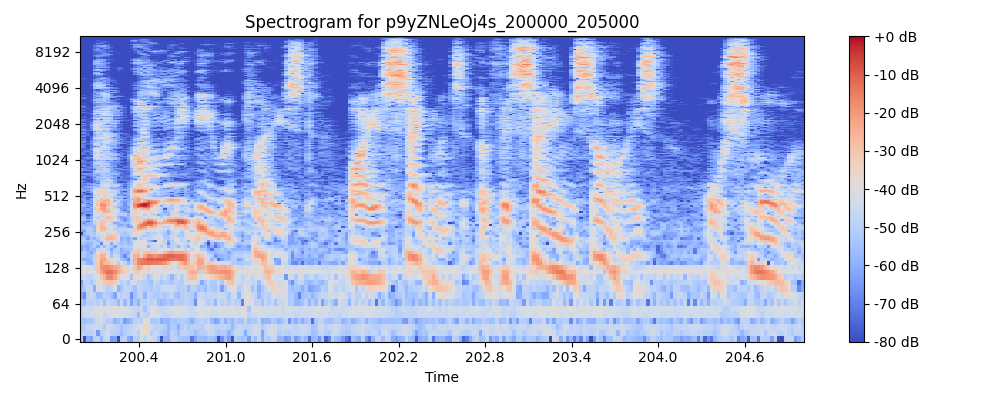 Spectrogram for p9yZNLeOj4s_200000_205000
Hz
8192
4096
2048
1024
512
256
128
64
0
200.4 201.0 201.6 202.2 202.8 203.4 204.0 204.6
Time
+0 dB
-10 dB
-20 dB
-30 dB
-40 dB
-50 dB
-60 dB
-70 dB
-80 dB